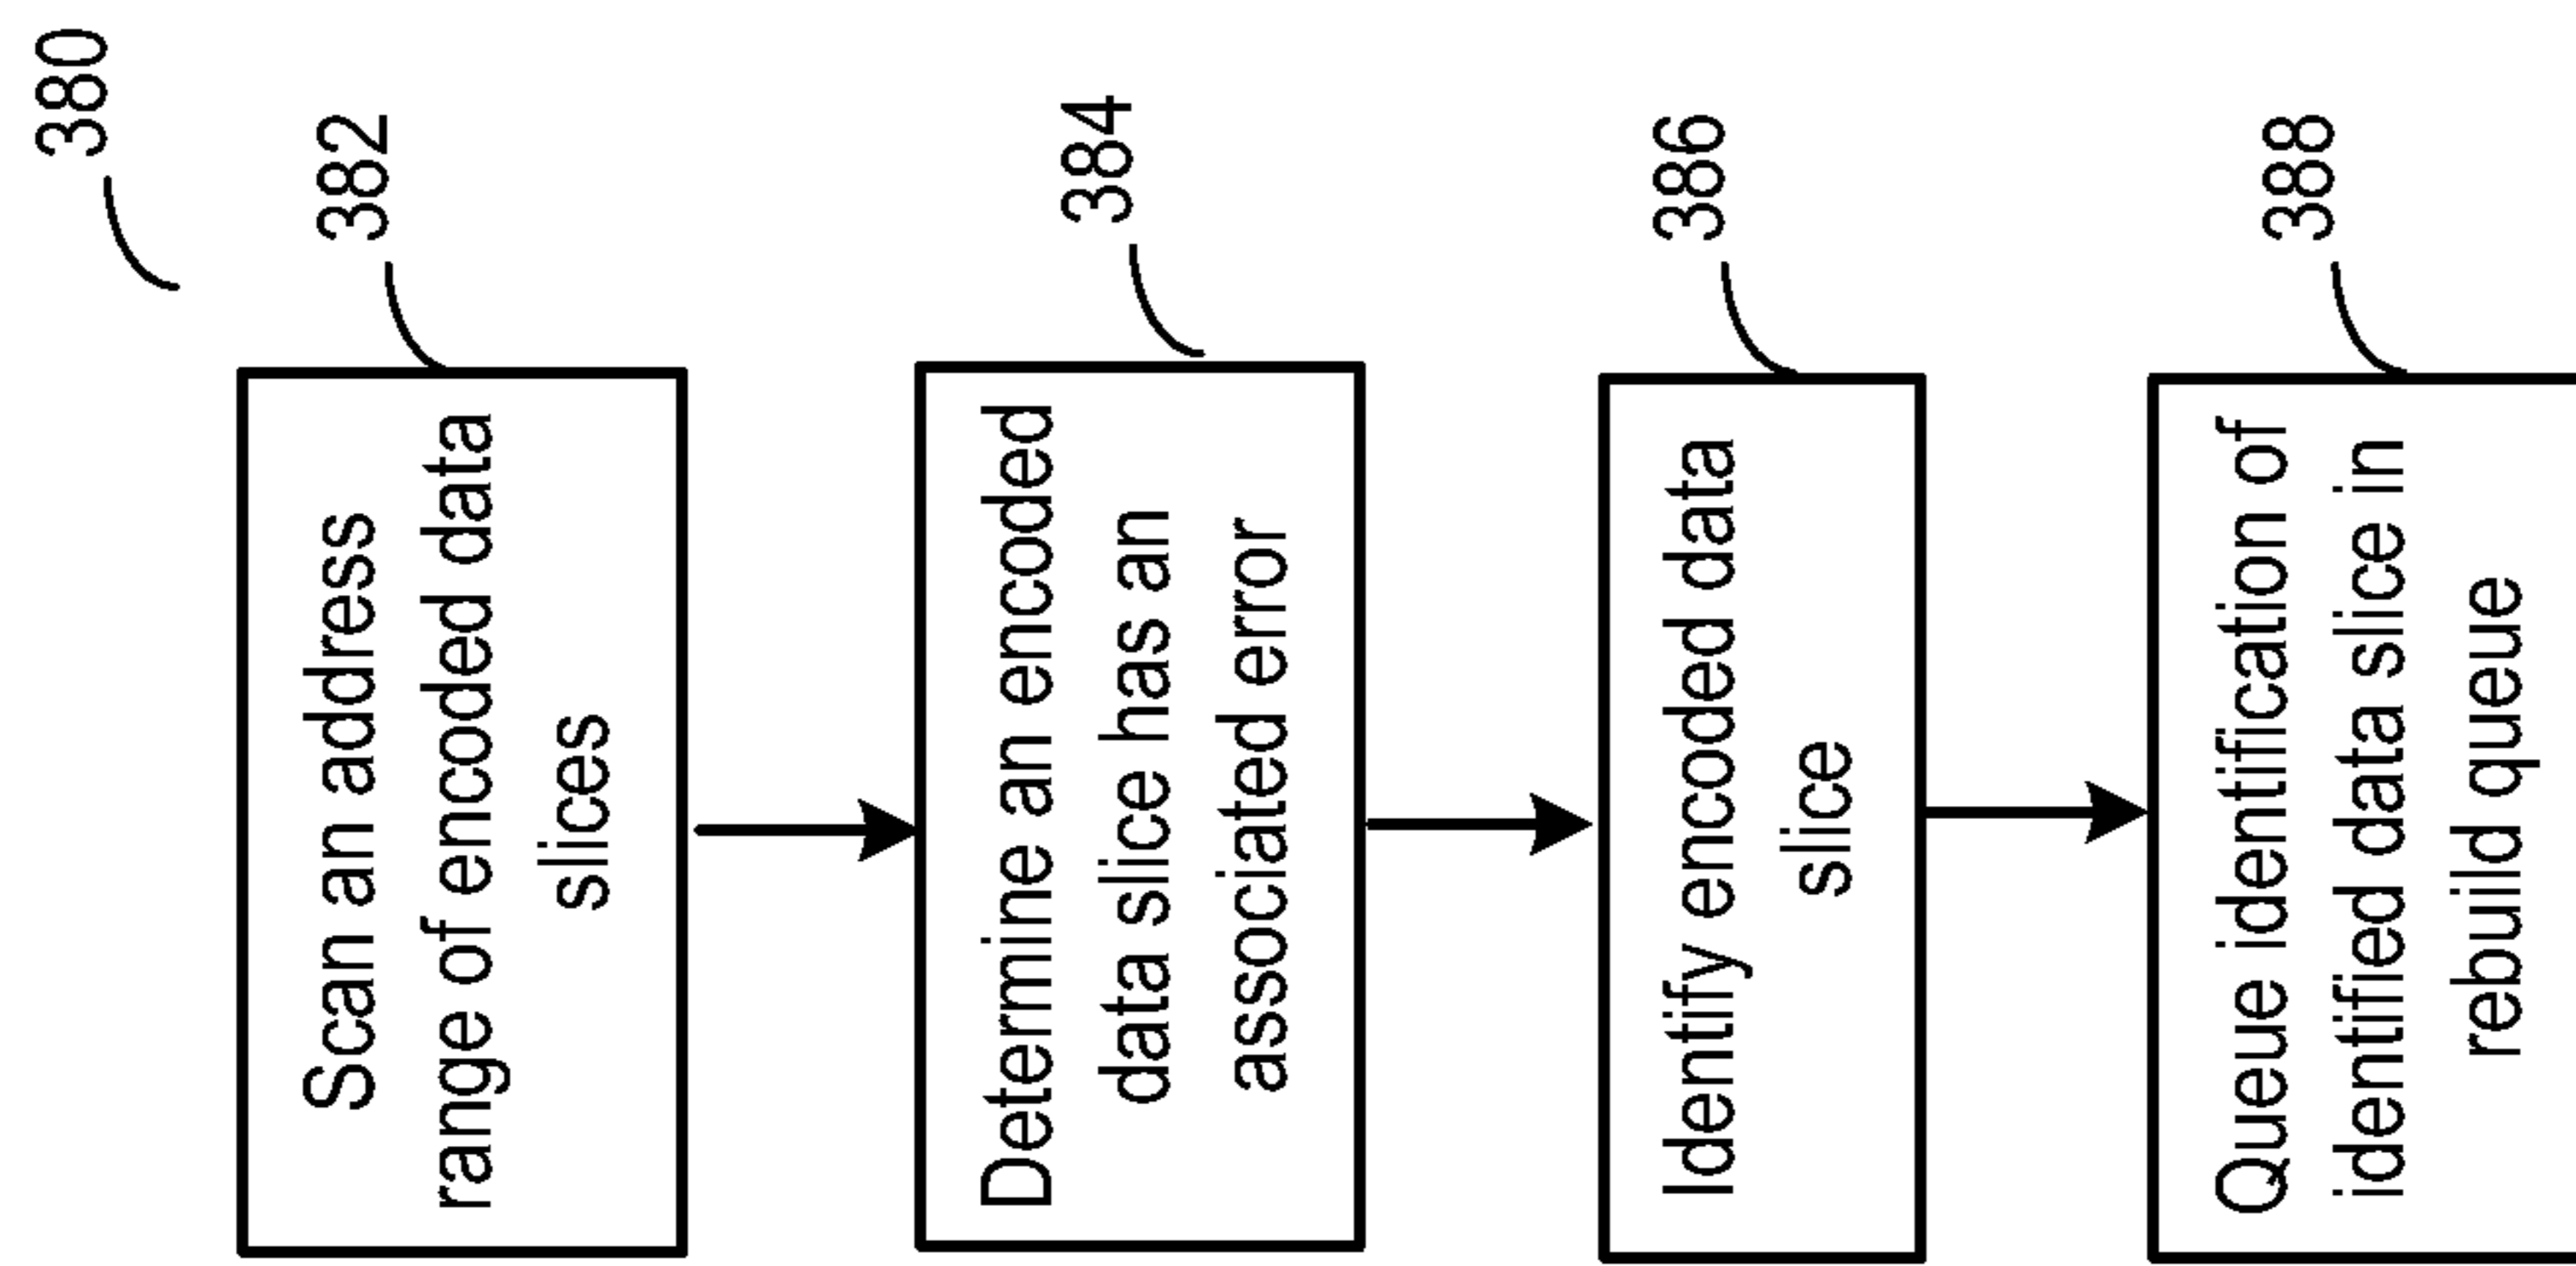 380
382
Scan an address
range of encoded data
slices
384
Determine an encoded
data slice has an
associated error
386
Identify encoded data
slice
388
Queue identification of
identified data slice in
rebuild queue